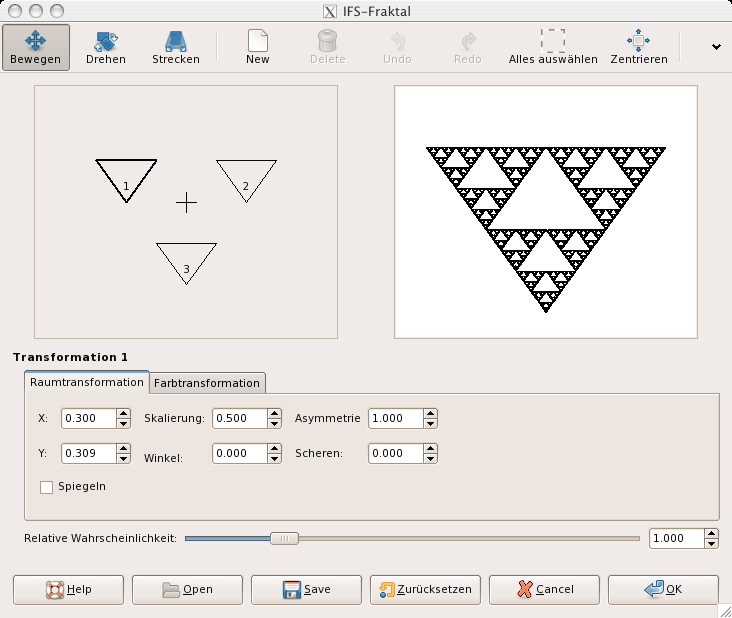 IFS-Fraktal
Bewegen Drehen Strecken New Delete Undo Redo Alles auswählen Zentrieren
1 2
3
Transformation 1
Raumtransformation Farbtransformation
X: 0.300 Skalierung: 0.500 Asymmetrie 1.000
Y: 0.309 Winkel: 0.000 Scheren: 0.000
Spiegeln
Relative Wahrscheinlichkeit: 1.000
Help Open Save Zurücksetzen Cancel OK